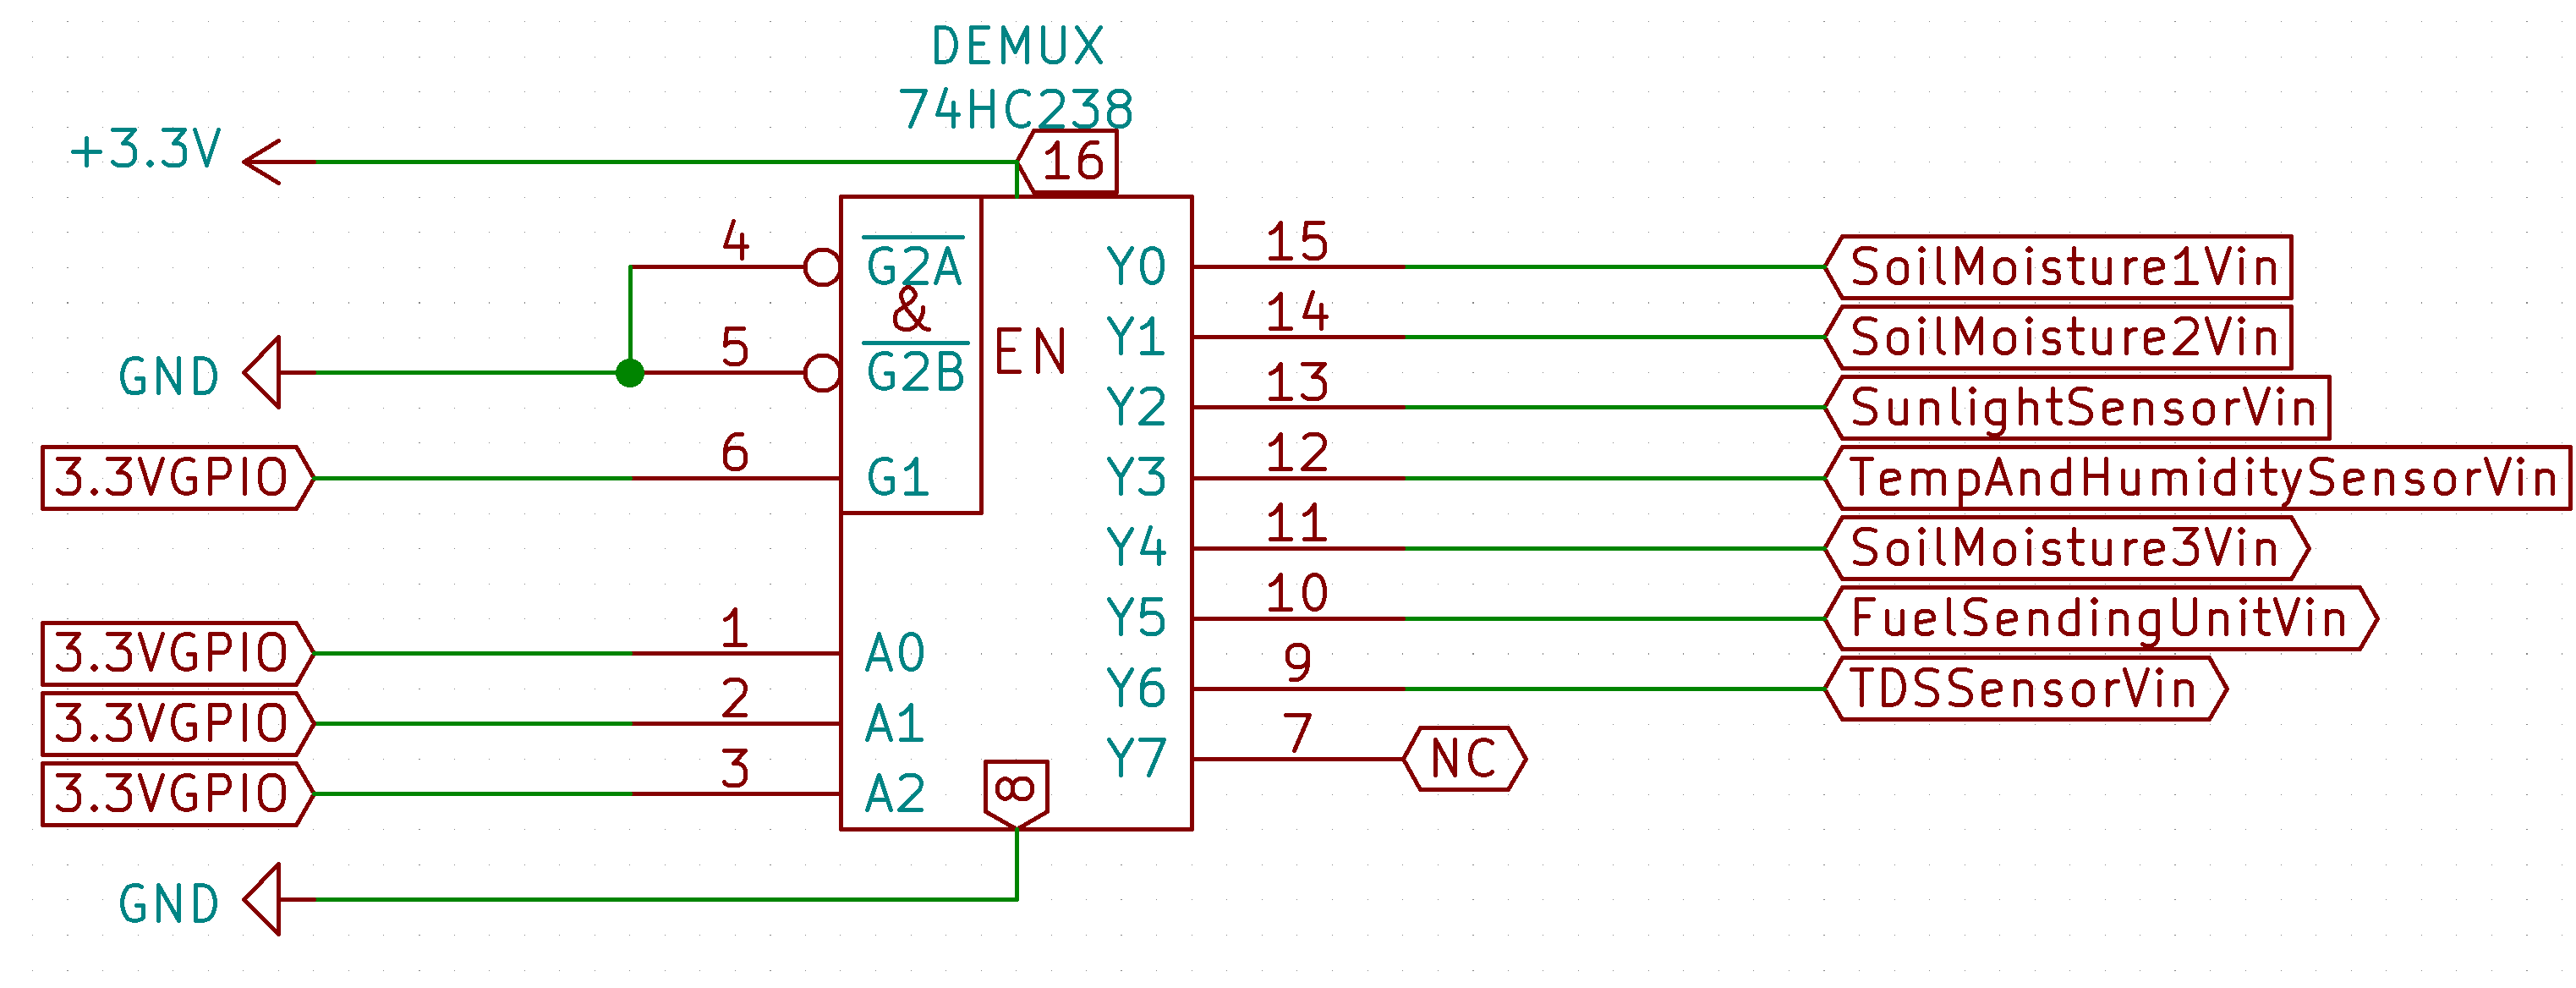 DEMUX
74HC238
+3.3V
16
4
G2A
15
Y0
SoilMoisture1Vin
&
14
Y1
SoilMoisture2Vin
GND
5
G2B
EN
13
Y2
SunlightSensorVin
3.3VGPIO
6
G1
12
Y3
TempAndHumiditySensorVin
11
Y4
SoilMoisture3Vin
10
Y5
FuelSendingUnitVin
3.3VGPIO
1
A0
9
Y6
TDSSensorVin
3.3VGPIO
2
A1
7
Y7
NC
3.3VGPIO
3
A2
8
GND